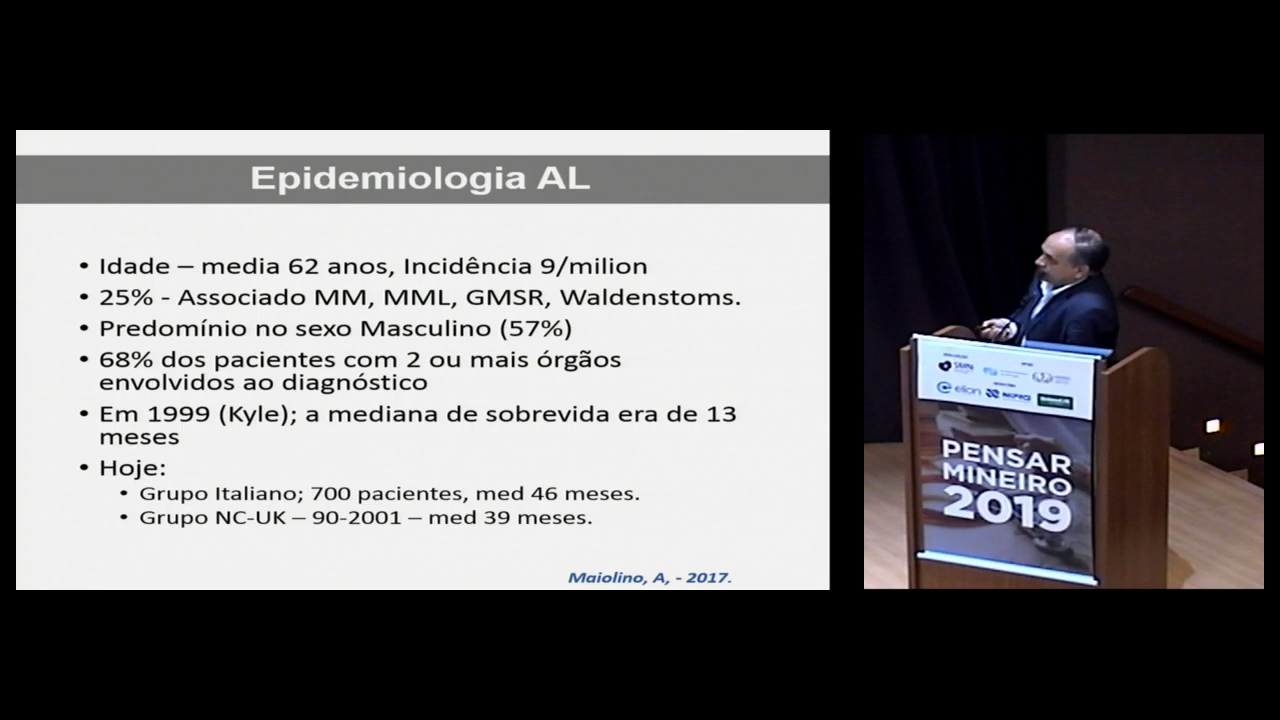 Epidemiologia AL
• Idade – media 62 anos, Incidência 9/milion
• 25% - Associado MM, MML, GMSR, Waldenstoms.
• Predomínio no sexo Masculino (57%)
• 68% dos pacientes com 2 ou mais órgãos
envolvidos ao diagnóstico
• Em 1999 (Kyle); a mediana de sobrevida era de 13
meses
• Hoje:
• Grupo Italiano; 700 pacientes, med 46 meses.
• Grupo NC-UK – 90-2001 – med 39 meses.
Maiolino, A, - 2017.
elion
PENSAR
MINEIRO
2019